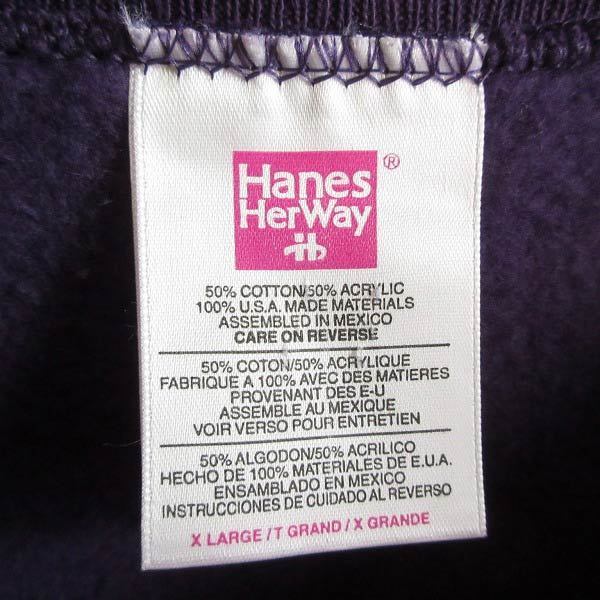 Hanes
HerWay
®
50% COTTON/50% ACRYLIC
100% U.S.A. MADE MATERIALS
ASSEMBLED IN MEXICO
CARE ON REVERSE
50% COTON/50% ACRYLIQUE
FABRIQUE A 100% AVEC DES MATIERES
PROVENANT DES E-U
ASSEMBLE AU MEXIQUE
VOIR VERSO POUR ENTRETIEN
50% ALGODON/50% ACRILICO
HECHO DE 100% MATERIALES DE E.U.A.
ENSAMBLADO EN MEXICO
INSTRUCCIONES DE CUIDADO AL REVERSO
X LARGE/T GRAND/X GRANDE